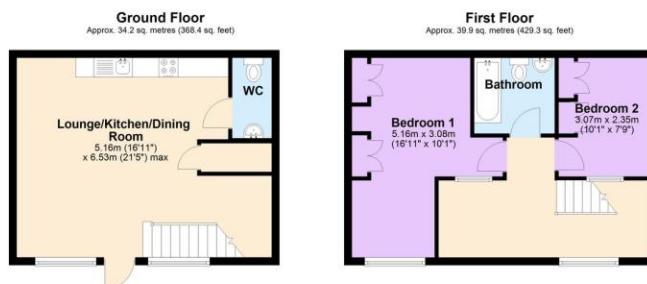 Ground Floor
Approx. 34.2 sq. metres (368.4 sq. feet)
WC
Lounge/Kitchen/Dining
Room
5.16m (16'11")
x 6.53m (21'5") max
First Floor
Approx. 39.9 sq. metres (429.3 sq. feet)
Bathroom
Bedroom 1
5.16m x 3.08m
(16'11" x 10'1")
Bedroom 2
3.07m x 2.35m
(10'1" x 7'9")